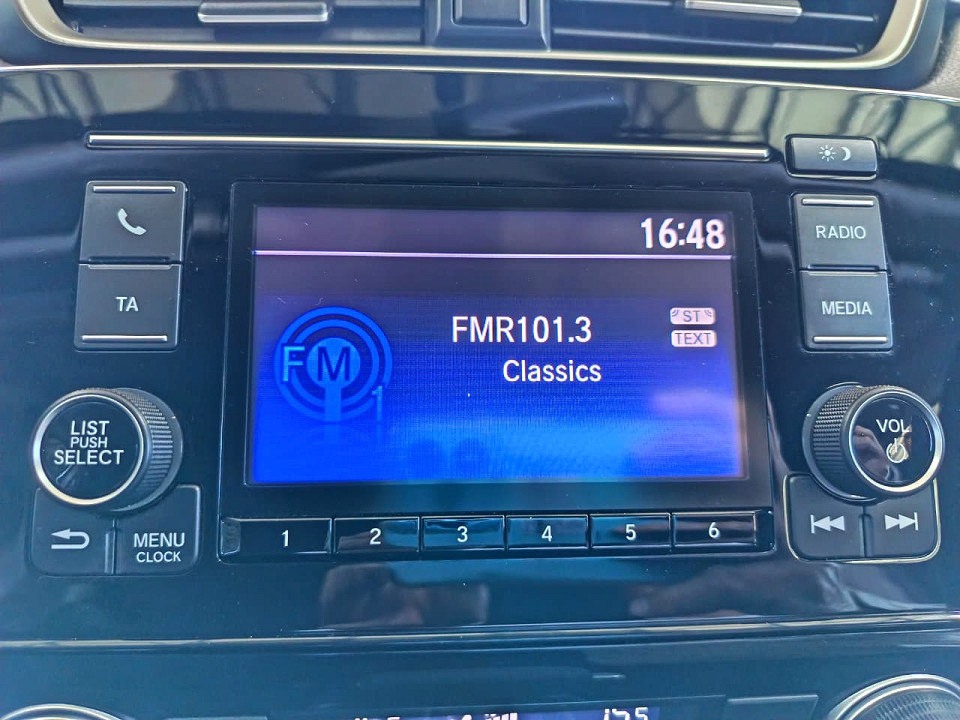 16:48
TA
RADIO
MEDIA
FM
1
FMR101.3
Classics
ST
TEXT
LIST
PUSH
SELECT
VOL
MENU
CLOCK
1 2 3 4 5 6